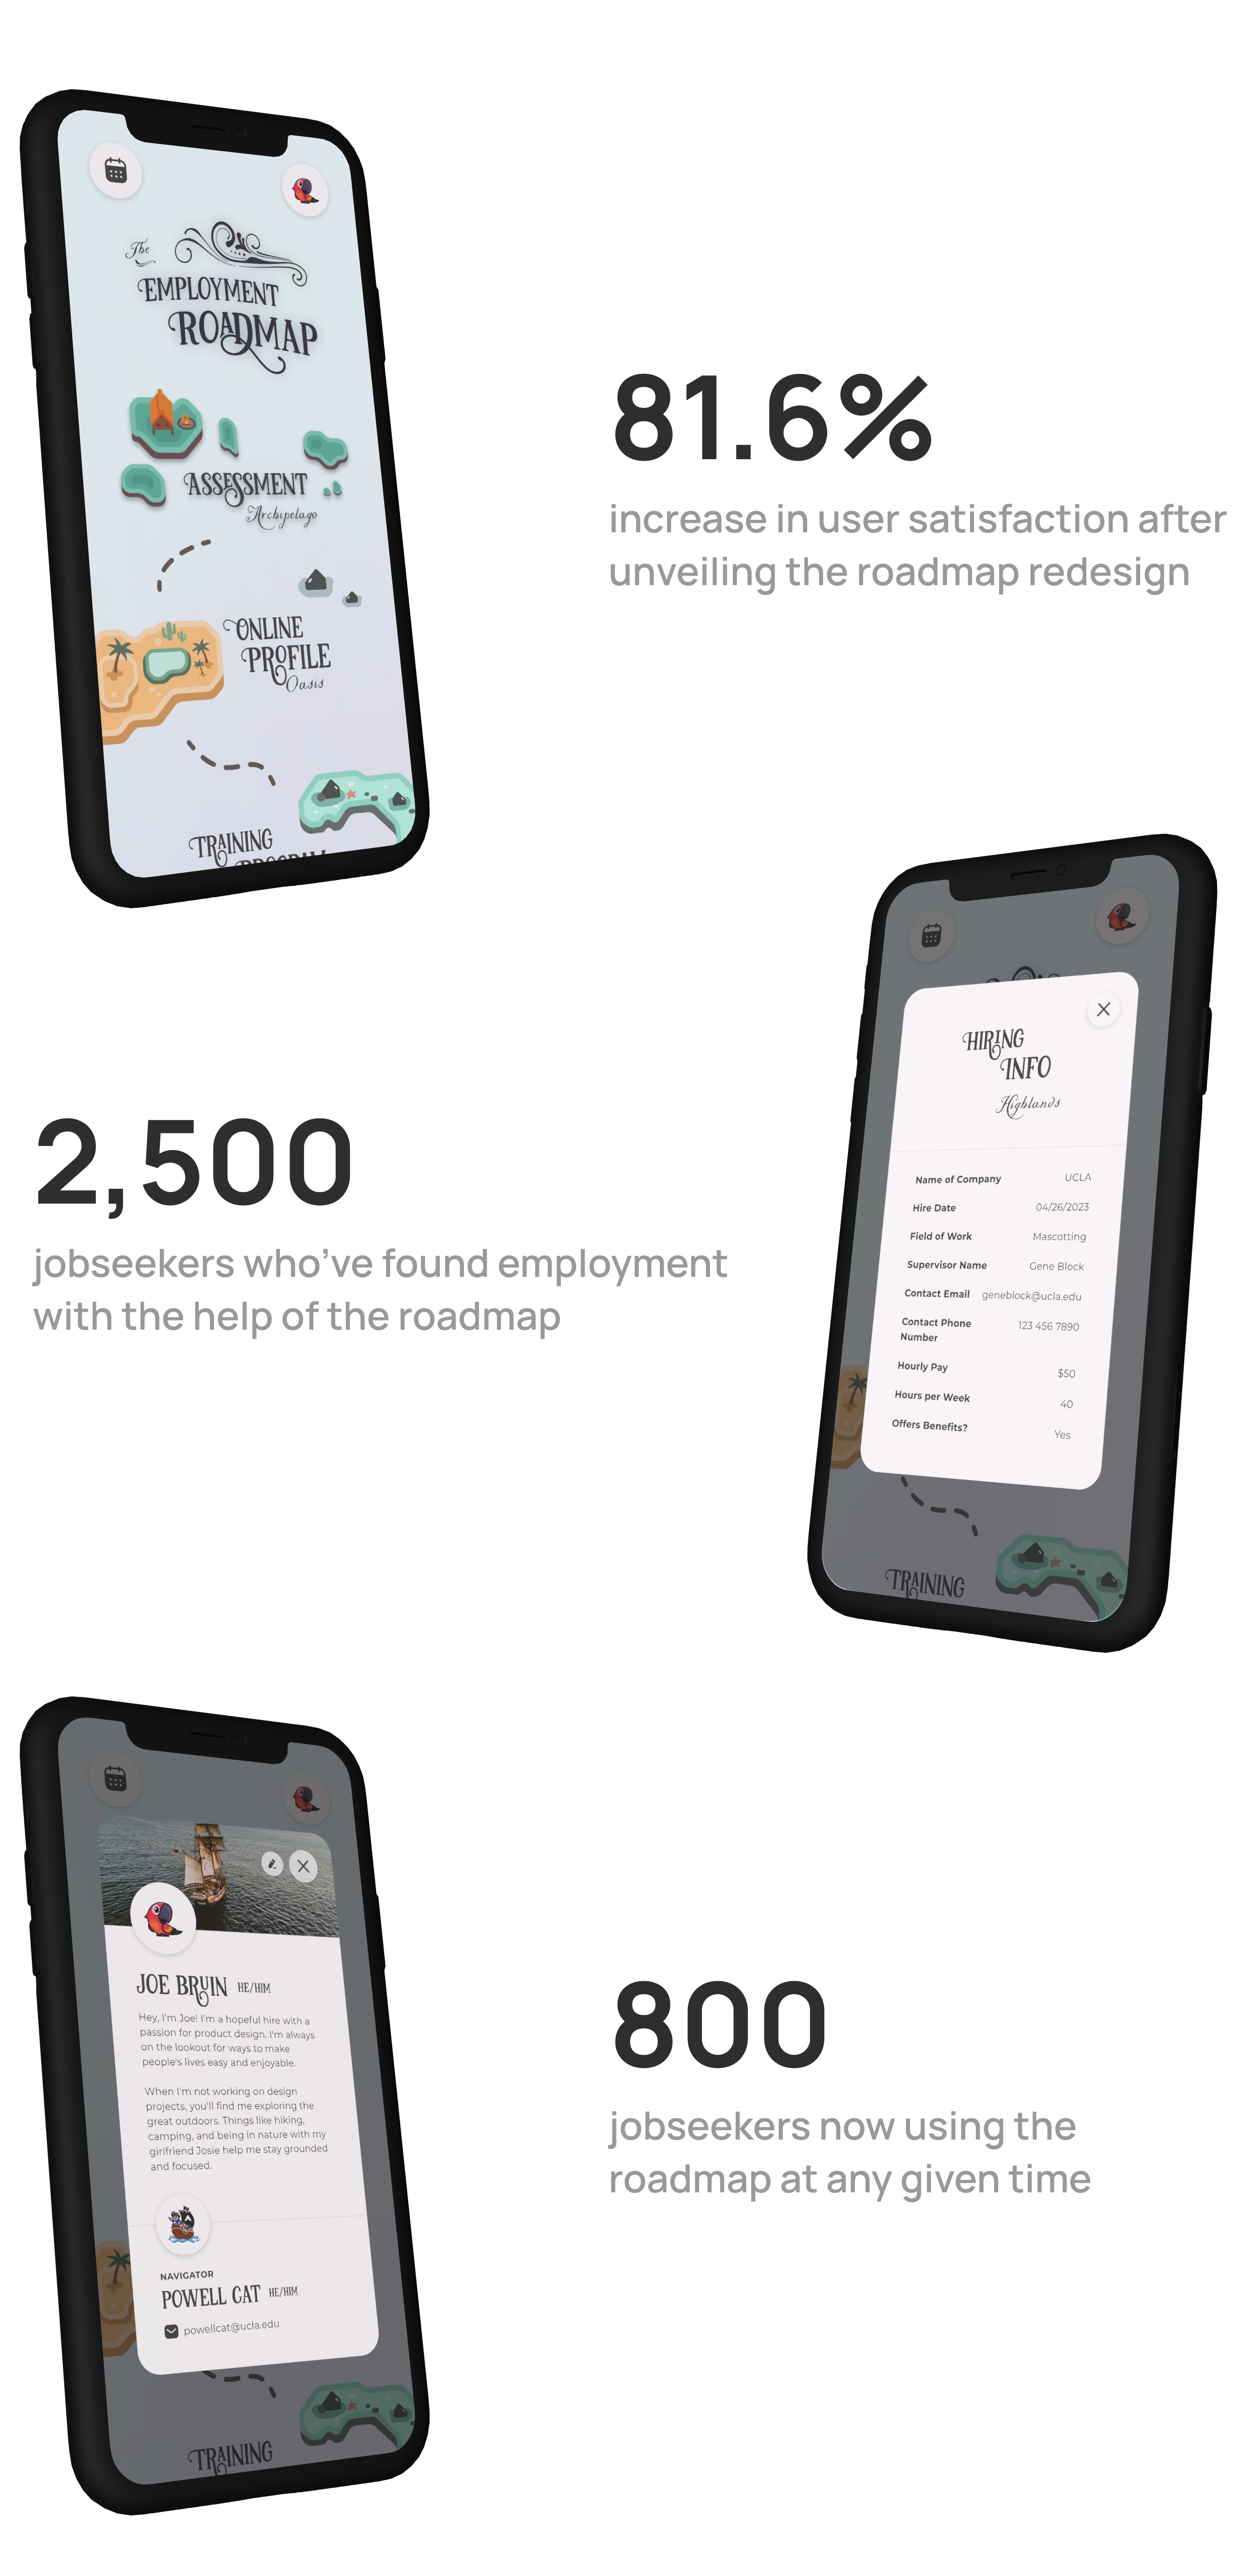 The
EMPLOYMENT
ROADMAP
ASSESSMENT
Archipelago
ONLINE
PROFILE
Oasis
TRAINING
PROGRAM
81.6%
increase in user satisfaction after
unveiling the roadmap redesign
2,500
jobseekers who’ve found employment
with the help of the roadmap
HIRING
INFO
Highlands
Name of Company UCLA
Hire Date 04/26/2023
Field of Work Mascotting
Supervisor Name Gene Block
Contact Email geneblock@ucla.edu
Contact Phone 123 456 7890
Number
Hourly Pay $50
Hours per Week 40
Offers Benefits? Yes
TRAINING
JOE BRUIN HE/HIM
Hey, I'm Joe! I'm a hopeful hire with a
passion for product design. I'm always
on the lookout for ways to make
people's lives easy and enjoyable.
When I'm not working on design
projects, you'll find me exploring the
great outdoors. Things like hiking,
camping, and being in nature with my
girlfriend Josie help me stay grounded
and focused.
NAVIGATOR
POWELL CAT HE/HIM
powellcat@ucla.edu
TRAINING
800
jobseekers now using the
roadmap at any given time